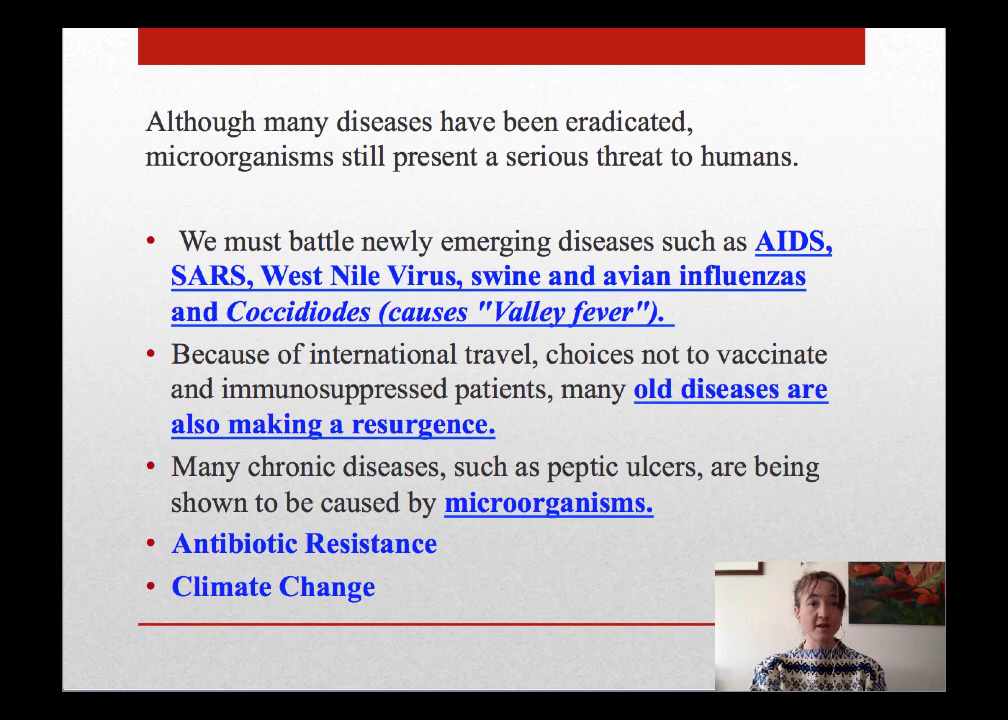 Although many diseases have been eradicated,
microorganisms still present a serious threat to humans.
• We must battle newly emerging diseases such as AIDS,
SARS, West Nile Virus, swine and avian influenzas
and Coccidiodes (causes "Valley fever").
• Because of international travel, choices not to vaccinate
and immunosuppressed patients, many old diseases are
also making a resurgence.
• Many chronic diseases, such as peptic ulcers, are being
shown to be caused by microorganisms.
• Antibiotic Resistance
• Climate Change